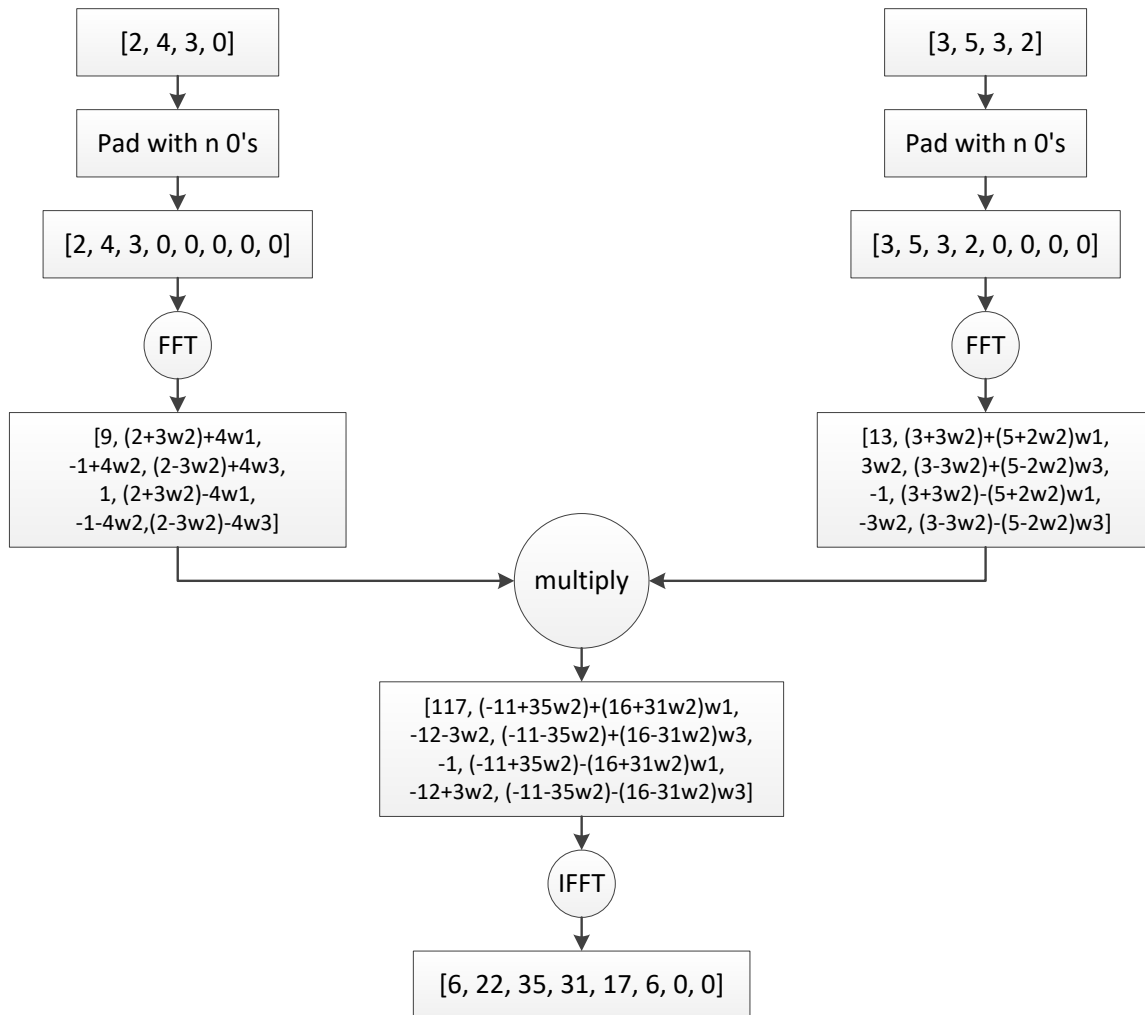 [2, 4, 3, 0]
Pad with n 0's
[2, 4, 3, 0, 0, 0, 0, 0]
FFT
[9, (2+3w2)+4w1,
-1+4w2, (2-3w2)+4w3,
1, (2+3w2)-4w1,
-1-4w2,(2-3w2)-4w3]
[3, 5, 3, 2]
Pad with n 0's
[3, 5, 3, 2, 0, 0, 0, 0]
FFT
[13, (3+3w2)+(5+2w2)w1,
3w2, (3-3w2)+(5-2w2)w3,
-1, (3+3w2)-(5+2w2)w1,
-3w2, (3-3w2)-(5-2w2)w3]
multiply
[117, (-11+35w2)+(16+31w2)w1,
-12-3w2, (-11-35w2)+(16-31w2)w3,
-1, (-11+35w2)-(16+31w2)w1,
-12+3w2, (-11-35w2)-(16-31w2)w3]
IFFT
[6, 22, 35, 31, 17, 6, 0, 0]